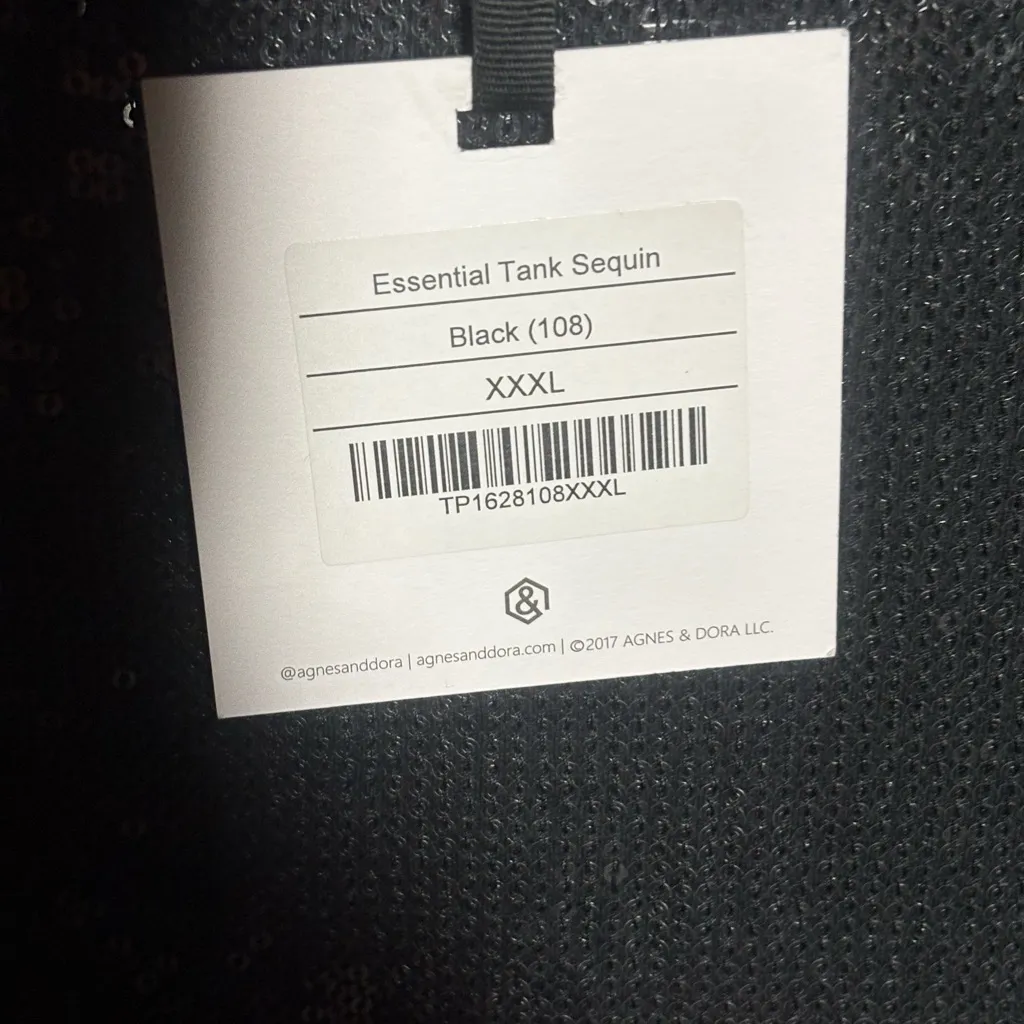 Essential Tank Sequin
Black (108)
XXXL
TP1628108XXXL
&
@agnesanddora | agnesanddora.com | ©2017 AGNES & DORA LLC.